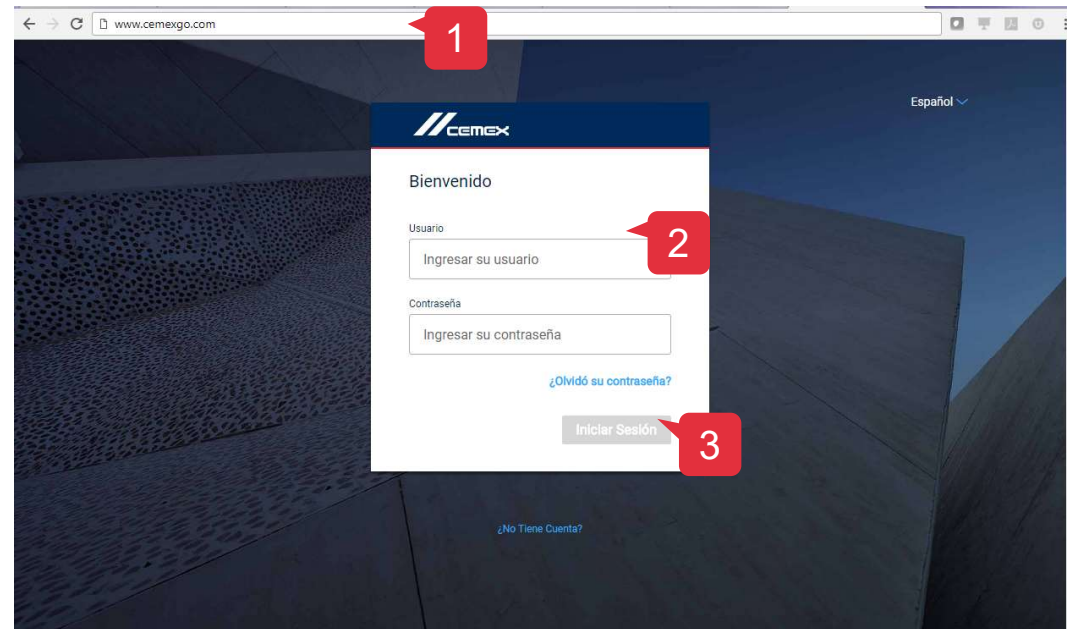 www.cemexgo.com
1
Español
CEMEX
Bienvenido
Usuario
2
Ingresar su usuario
Contraseña
Ingresar su contraseña
¿Olvidó su contraseña?
Iniciar Sesión
3
¿No Tiene Cuenta?